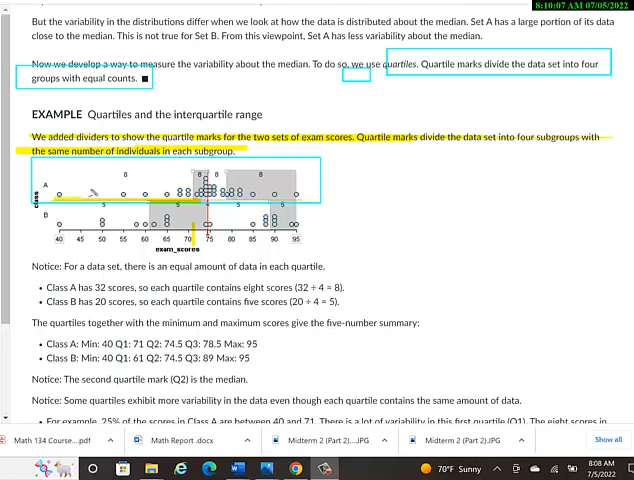 8:10:07 AM 07/05/2022
But the variability in the distributions differ when we look at how the data is distributed about the median. Set A has a large portion of its data
close to the median. This is not true for Set B. From this viewpoint, Set A has less variability about the median.
Now we develop a way to measure the variability about the median. To do so, we use quartiles. Quartile marks divide the data set into four
groups with equal counts. ■
EXAMPLE Quartiles and the interquartile range
We added dividers to show the quartile marks for the two sets of exam scores. Quartile marks divide the data set into four subgroups with
the same number of individuals in each subgroup.
8 8 8 8
A
class
5 5 5
B
40 45 50 55 60 65 70 75 80 85 90 95
exam_scores
Notice: For a data set, there is an equal amount of data in each quartile.
• Class A has 32 scores, so each quartile contains eight scores (32 ÷ 4 = 8).
• Class B has 20 scores, so each quartile contains five scores (20 ÷ 4 = 5).
The quartiles together with the minimum and maximum scores give the five-number summary:
• Class A: Min: 40 Q1: 71 Q2: 74.5 Q3: 78.5 Max: 95
• Class B: Min: 40 Q1: 61 Q2: 74.5 Q3: 89 Max: 95
Notice: The second quartile mark (Q2) is the median.
Notice: Some quartiles exhibit more variability in the data even though each quartile contains the same amount of data.
• For example, 25% of the scores in Class A are between 40 and 71. There is a lot of variability in this first quartile (Q1). The eight scores in
Math 134 Course....pdf Math Report .docx Midterm 2 (Part 2)....JPG Midterm 2 (Part 2).JPG Show all
70°F Sunny 8:08 AM
7/5/2022